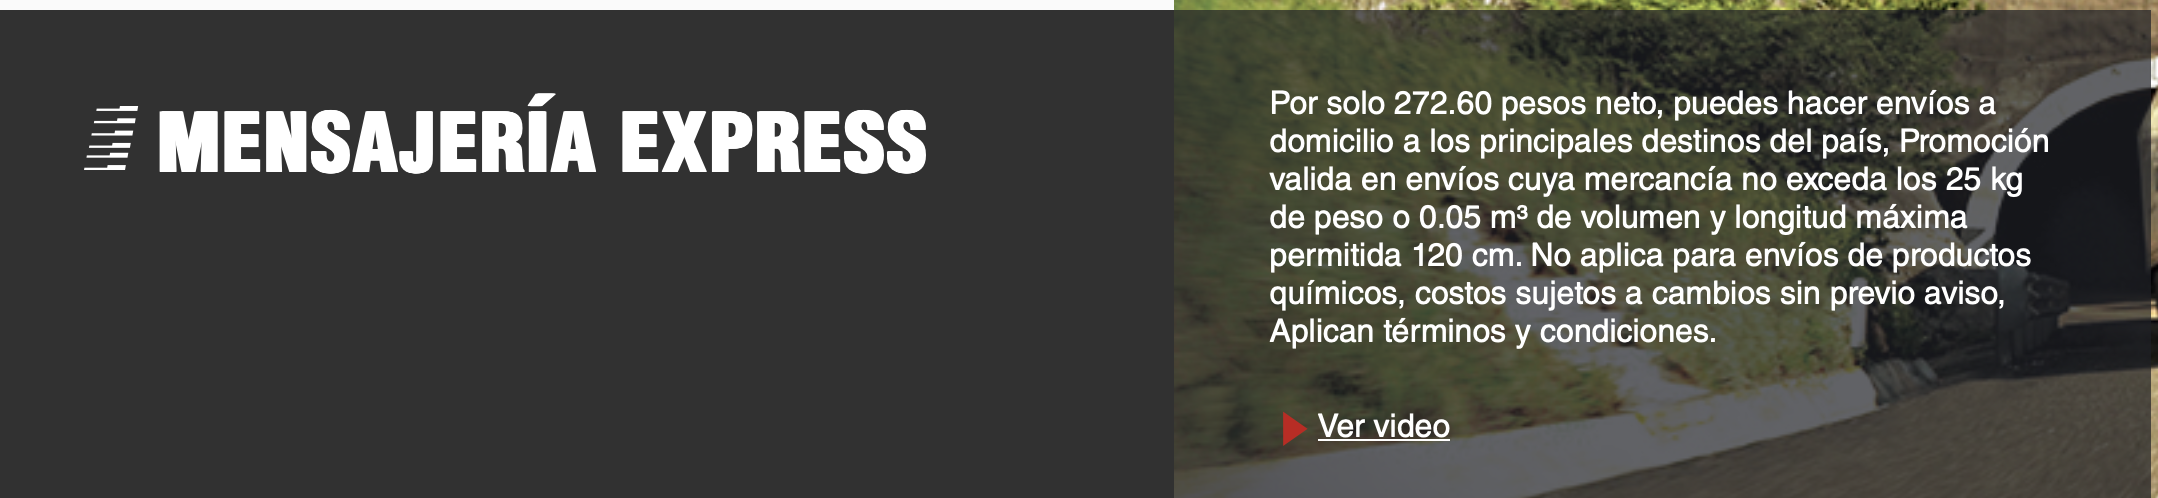 MENSAJERÍA EXPRESS
Por solo 272.60 pesos neto, puedes hacer envíos a
domicilio a los principales destinos del país, Promoción
valida en envíos cuya mercancía no exceda los 25 kg
de peso o 0.05 m³ de volumen y longitud máxima
permitida 120 cm. No aplica para envíos de productos
químicos, costos sujetos a cambios sin previo aviso,
Aplican términos y condiciones.
Ver video